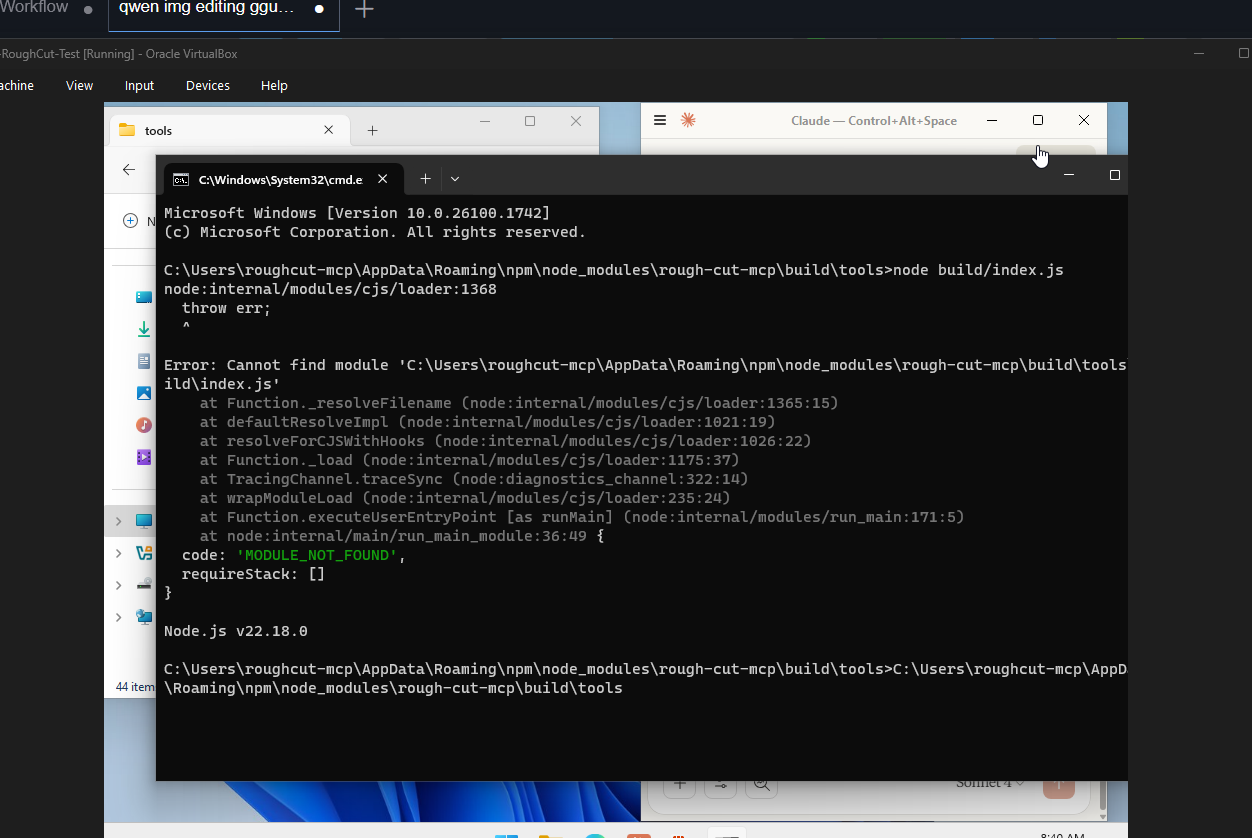 Workflow
qwen img editing ggu...
-RoughCut-Test [Running] - Oracle VirtualBox
achine View Input Devices Help
tools
Claude — Control+Alt+Space
C:\Windows\System32\cmd.e
N
Microsoft Windows [Version 10.0.26100.1742]
(c) Microsoft Corporation. All rights reserved.
C:\Users\roughcut-mcp\AppData\Roaming\npm\node_modules\rough-cut-mcp\build\tools>node build/index.js
node:internal/modules/cjs/loader:1368
throw err;
^
Error: Cannot find module 'C:\Users\roughcut-mcp\AppData\Roaming\npm\node_modules\rough-cut-mcp\build\tools
ild\index.js'
at Function._resolveFilename (node:internal/modules/cjs/loader:1365:15)
at defaultResolveImpl (node:internal/modules/cjs/loader:1021:19)
at resolveForCJSWithHooks (node:internal/modules/cjs/loader:1026:22)
at Function._load (node:internal/modules/cjs/loader:1175:37)
at TracingChannel.traceSync (node:diagnostics_channel:322:14)
at wrapModuleLoad (node:internal/modules/cjs/loader:235:24)
at Function.executeUserEntryPoint [as runMain] (node:internal/modules/run_main:171:5)
at node:internal/main/run_main_module:36:49 {
code: 'MODULE_NOT_FOUND',
requireStack: []
}
Node.js v22.18.0
C:\Users\roughcut-mcp\AppData\Roaming\npm\node_modules\rough-cut-mcp\build\tools>C:\Users\roughcut-mcp\AppD
\Roaming\npm\node_modules\rough-cut-mcp\build\tools
44 item
Sonnet 4
8:40 AM